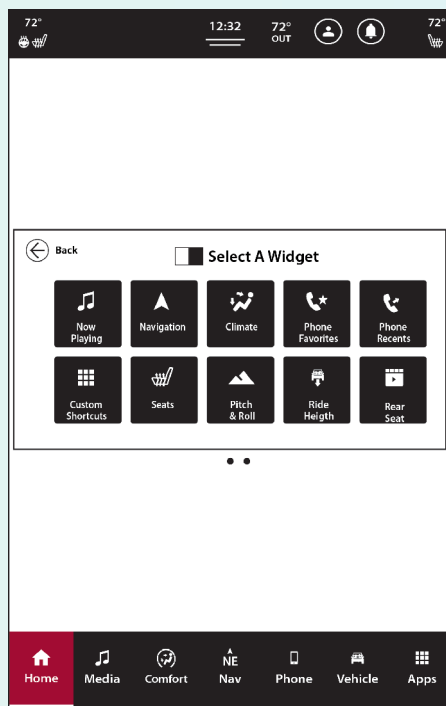 72°
12:32
72°
OUT
72°
Back
Select A Widget
Now
Playing
Navigation
Climate
Phone
Favorites
Phone
Recents
Custom
Shortcuts
Seats
Pitch
& Roll
Ride
Heigth
Rear
Seat
NE
Home
Media
Comfort
Nav
Phone
Vehicle
Apps